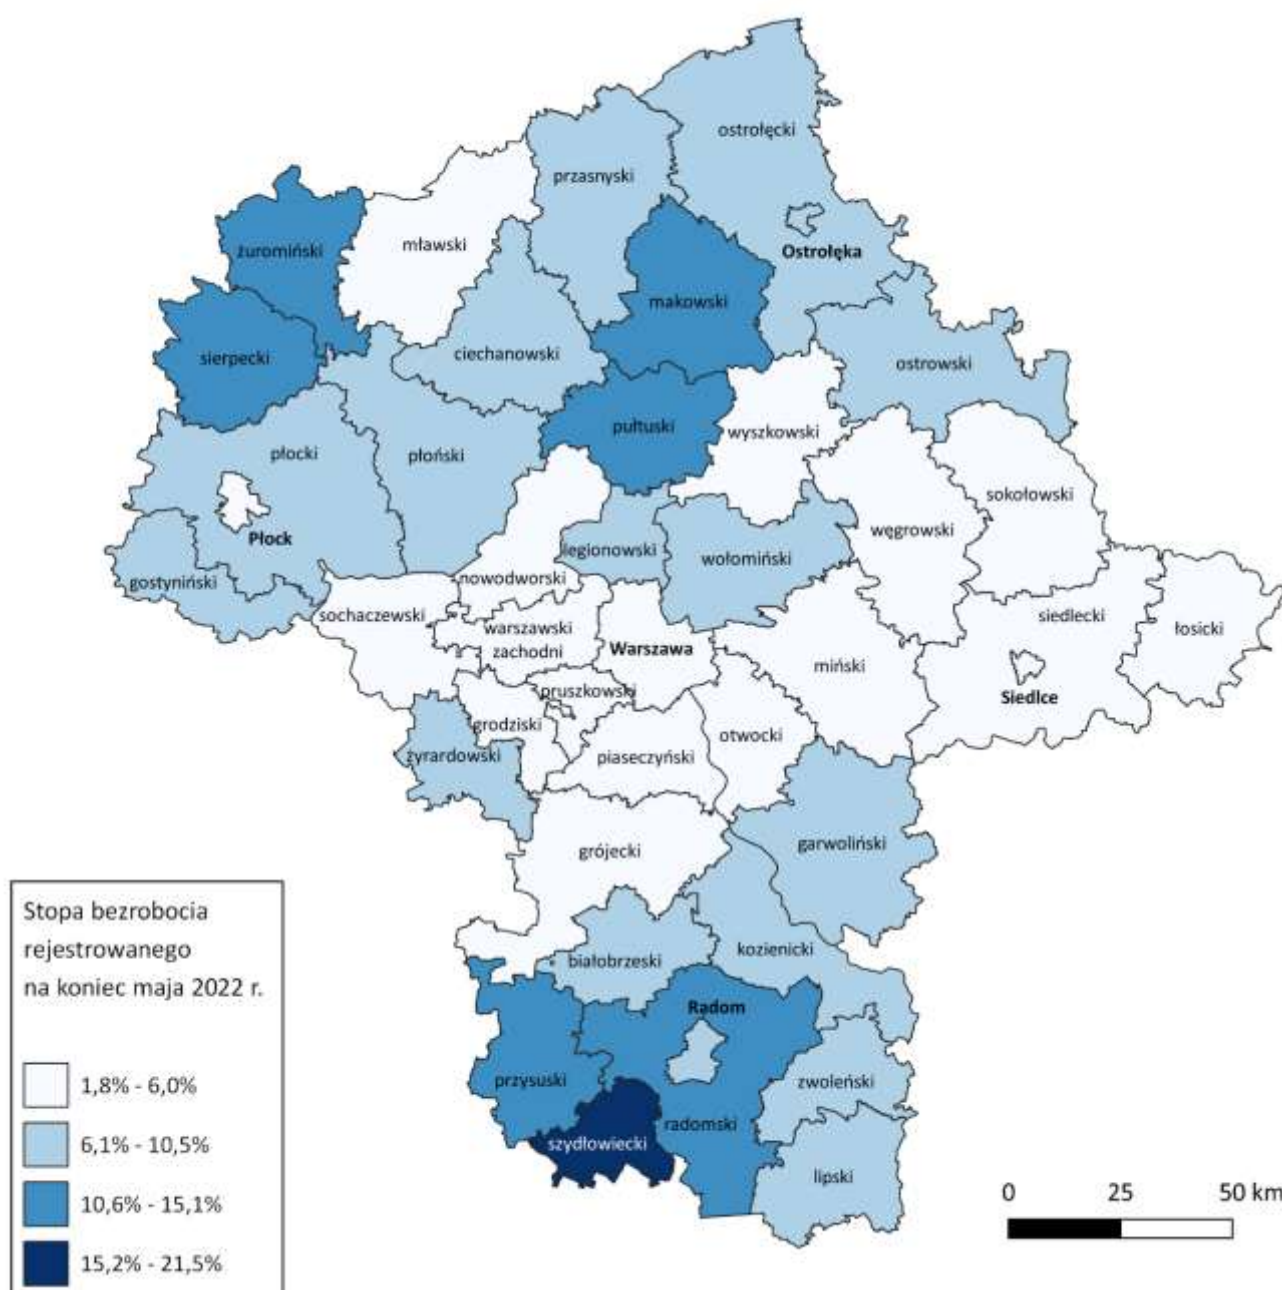 ostrołęcki
przasnyski
żuromiński
mławski
Ostrołęka
makowski
sierpecki
ciechanowski
ostrowski
płocki
płoński
pułtuski
wyszkowski
sokołowski
węgrowski
Płock
legionowski
wołomiński
gostyniński
nowodworski
sochaczewski
warszawski
zachodni
Warszawa
miński
siedlecki
łosicki
Siedlce
pruszkowski
grodziski
otwocki
żyrardowski
piaseczyński
grójecki
garwoliński
kozienicki
białobrzeski
Radom
przysuski
zwoleński
szydłowiecki
radomski
lipski
Stopa bezrobocia
rejestrowanego
na koniec maja 2022 r.
1,8% - 6,0%
6,1% - 10,5%
10,6% - 15,1%
15,2% - 21,5%
0 25 50 km